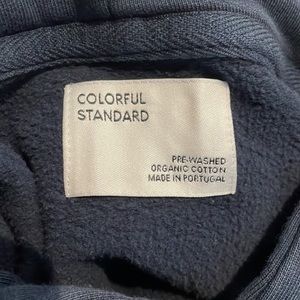 COLORFUL
STANDARD
PRE-WASHED
ORGANIC COTTON
MADE IN PORTUGAL